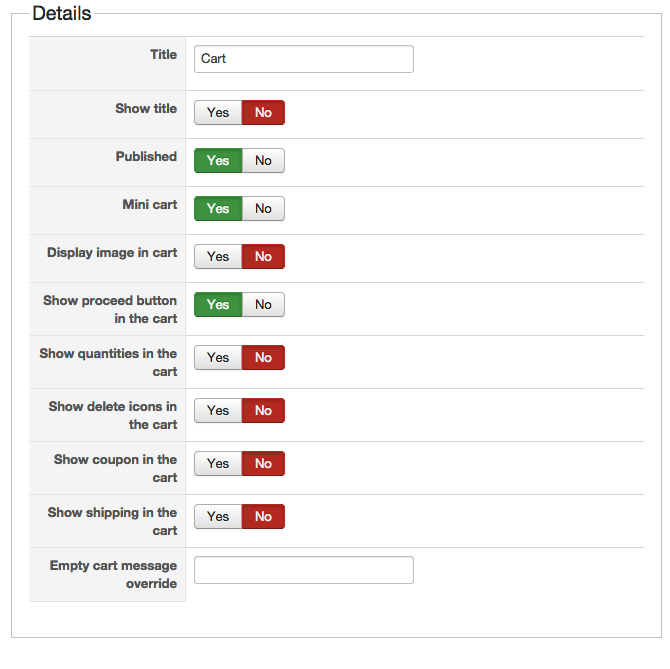 Details
Title Cart
Show title Yes No
Published Yes No
Mini cart Yes No
Display image in cart Yes No
Show proceed button Yes No
in the cart
Show quantities in the Yes No
cart
Show delete icons in Yes No
the cart
Show coupon in the Yes No
cart
Show shipping in the Yes No
cart
Empty cart message
override